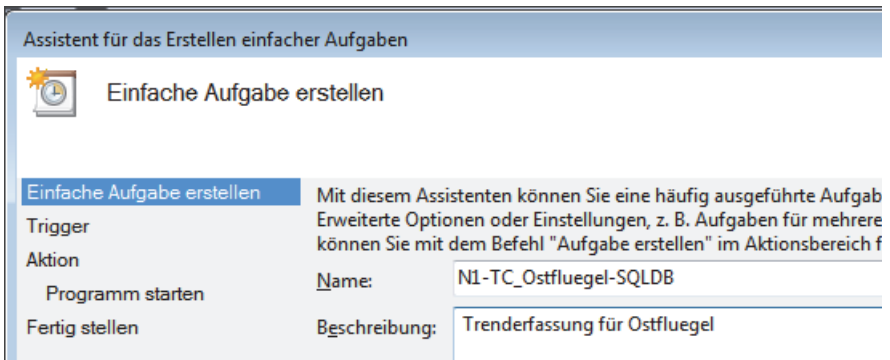 Assistent für das Erstellen einfacher Aufgaben
Einfache Aufgabe erstellen
Einfache Aufgabe erstellen
Trigger
Aktion
Programm starten
Fertig stellen
Mit diesem Assistenten können Sie eine häufig ausgeführte Aufgab
Erweiterte Optionen oder Einstellungen, z. B. Aufgaben für mehrere
können Sie mit dem Befehl "Aufgabe erstellen" im Aktionsbereich f
Name: N1-TC_Ostfluegel-SQLDB
Beschreibung: Trenderfassung für Ostfluegel